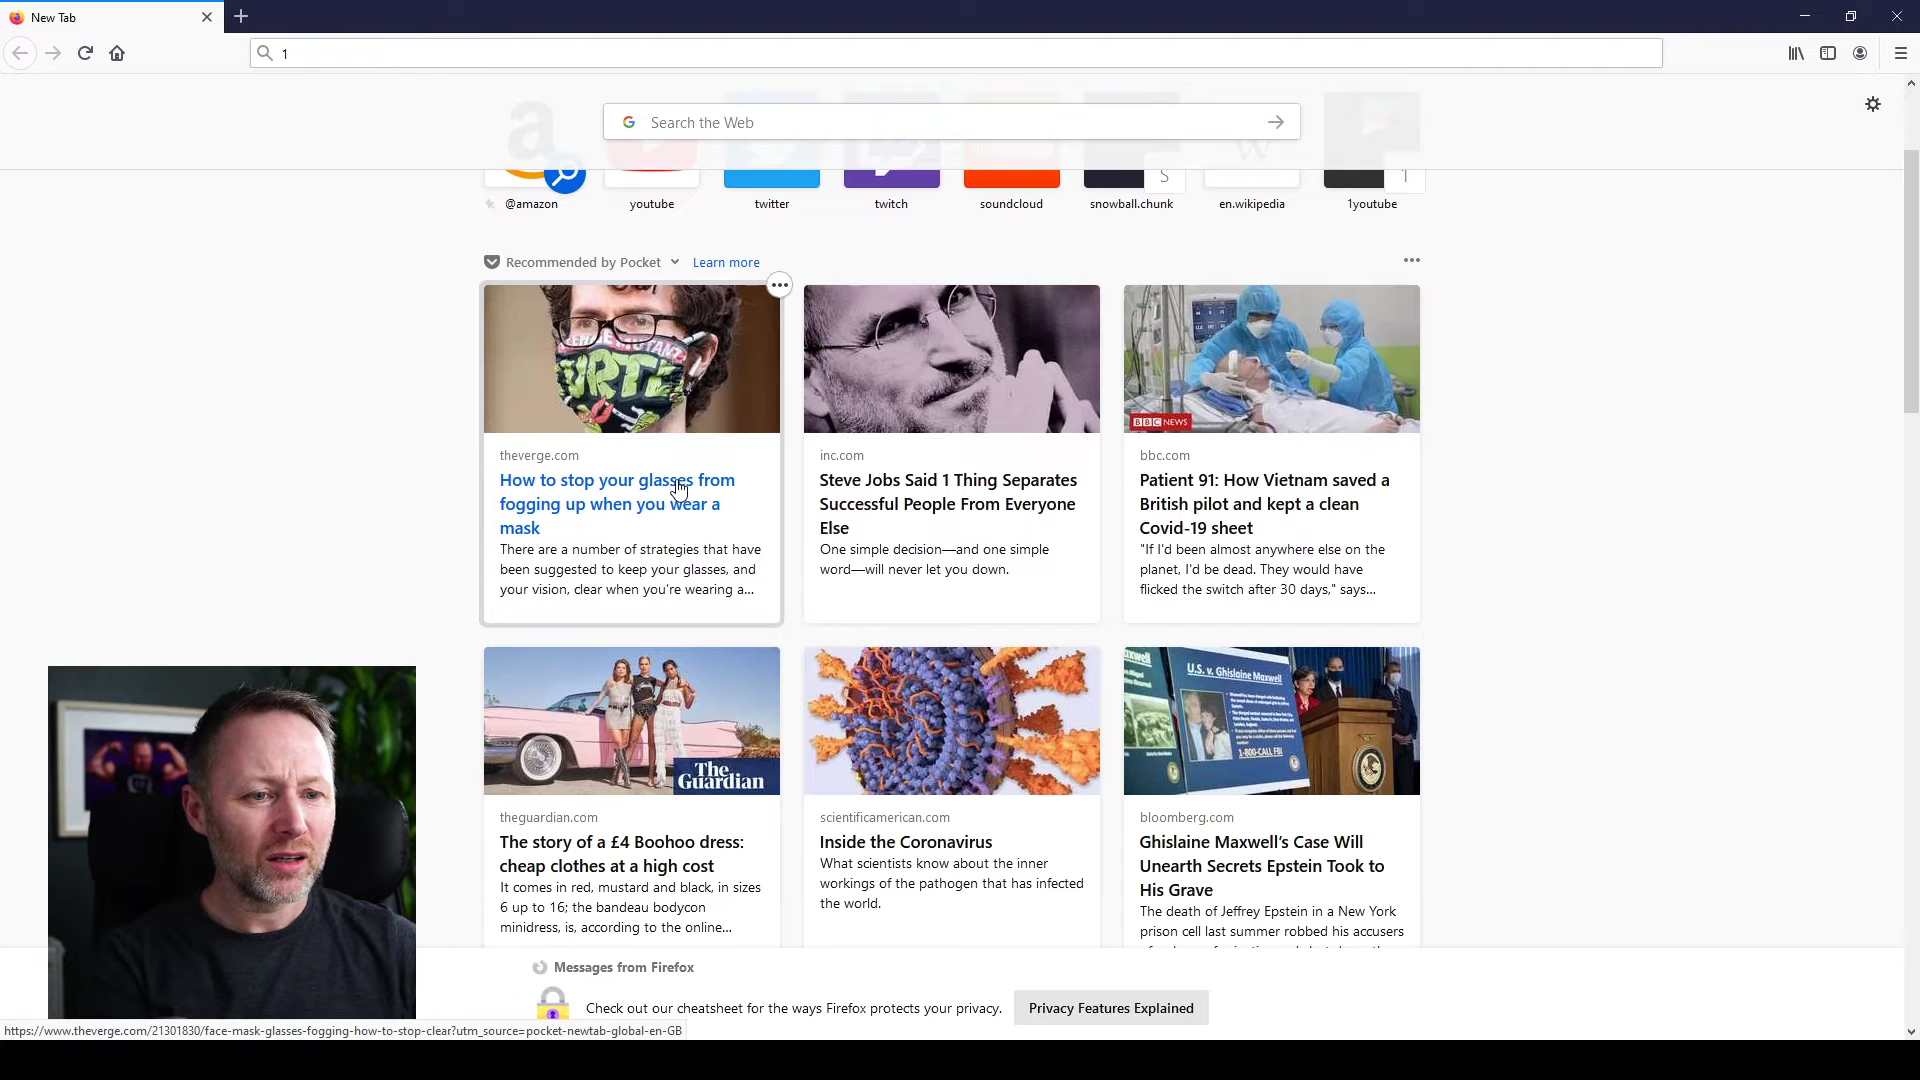 New Tab
1
Search the Web
S
W
1
@amazon
youtube
twitter
twitch
soundcloud
snowball.chunk
en.wikipedia
1youtube
Recommended by Pocket
Learn more
BBC NEWS
theverge.com
How to stop your glasses from
fogging up when you wear a
mask
There are a number of strategies that have
been suggested to keep your glasses, and
your vision, clear when you're wearing a...
inc.com
Steve Jobs Said 1 Thing Separates
Successful People From Everyone
Else
One simple decision—and one simple
word—will never let you down.
bbc.com
Patient 91: How Vietnam saved a
British pilot and kept a clean
Covid-19 sheet
"If I'd been almost anywhere else on the
planet, I'd be dead. They would have
flicked the switch after 30 days," says...
The
Guardian
U.S. v. Ghislaine Maxwell
1-800-CALL FBI
theguardian.com
The story of a £4 Boohoo dress:
cheap clothes at a high cost
It comes in red, mustard and black, in sizes
6 up to 16; the bandeau bodycon
minidress, is, according to the online...
scientificamerican.com
Inside the Coronavirus
What scientists know about the inner
workings of the pathogen that has infected
the world.
bloomberg.com
Ghislaine Maxwell's Case Will
Unearth Secrets Epstein Took to
His Grave
The death of Jeffrey Epstein in a New York
prison cell last summer robbed his accusers
Messages from Firefox
Check out our cheatsheet for the ways Firefox protects your privacy.
Privacy Features Explained
https://www.theverge.com/21301830/face-mask-glasses-fogging-how-to-stop-clear?utm_source=pocket-newtab-global-en-GB